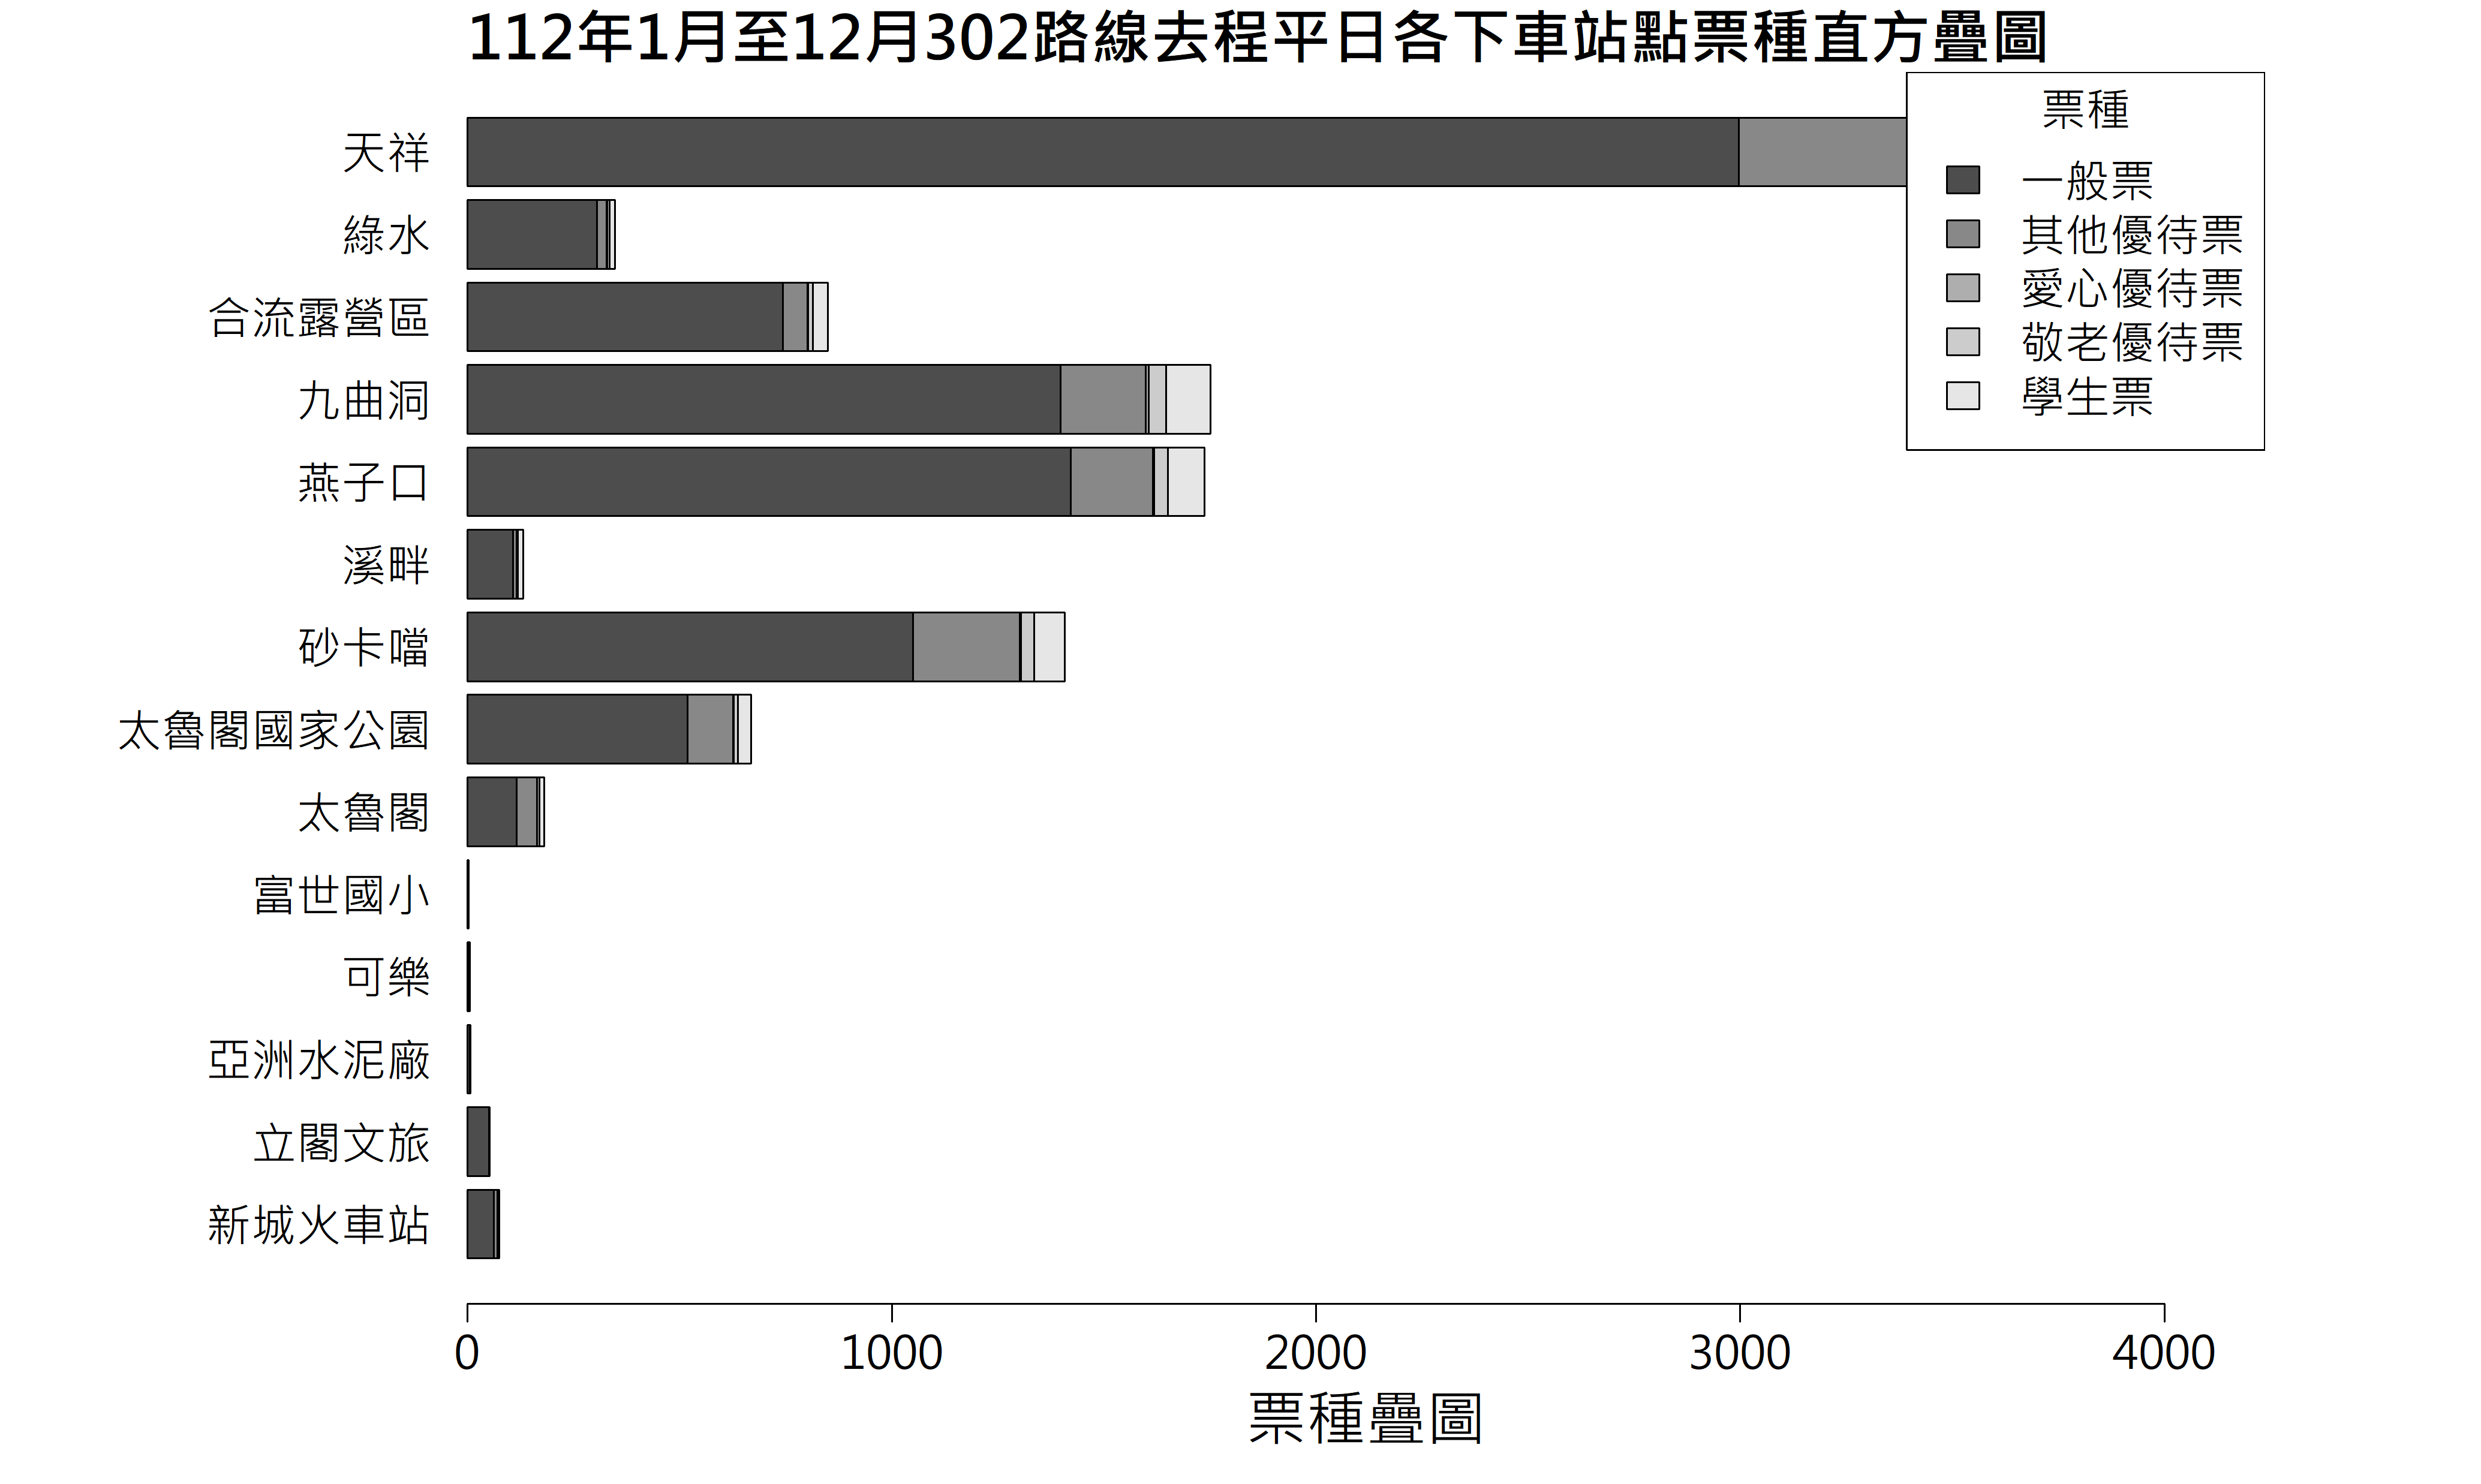 112年1月至12月302路線去程平日各下車站點票種直方疊圖
票種
一般票
其他優待票
愛心優待票
敬老優待票
學生票
天祥
綠水
合流露營區
九曲洞
燕子口
溪畔
砂卡噹
太魯閣國家公園
太魯閣
富世國小
可樂
亞洲水泥廠
立閣文旅
新城火車站
0 1000 2000 3000 4000
票種疊圖